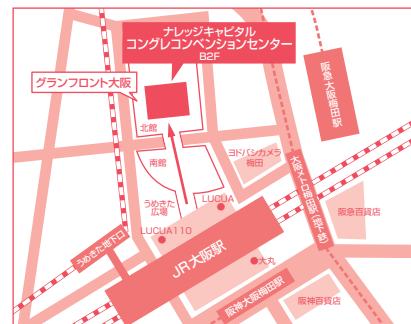 ナレッジキャピタル
コングレコンベンションセンター
B2F
グランフロント大阪
北館
南館
うめきた
広場
ヨドバシカメラ
梅田
阪急大阪梅田駅
大阪メトロ梅田駅(地下鉄)
阪急百貨店
LUCUA
LUCUA110
うめきた地下口
JR大阪駅
大丸
阪神大阪梅田駅
阪神百貨店